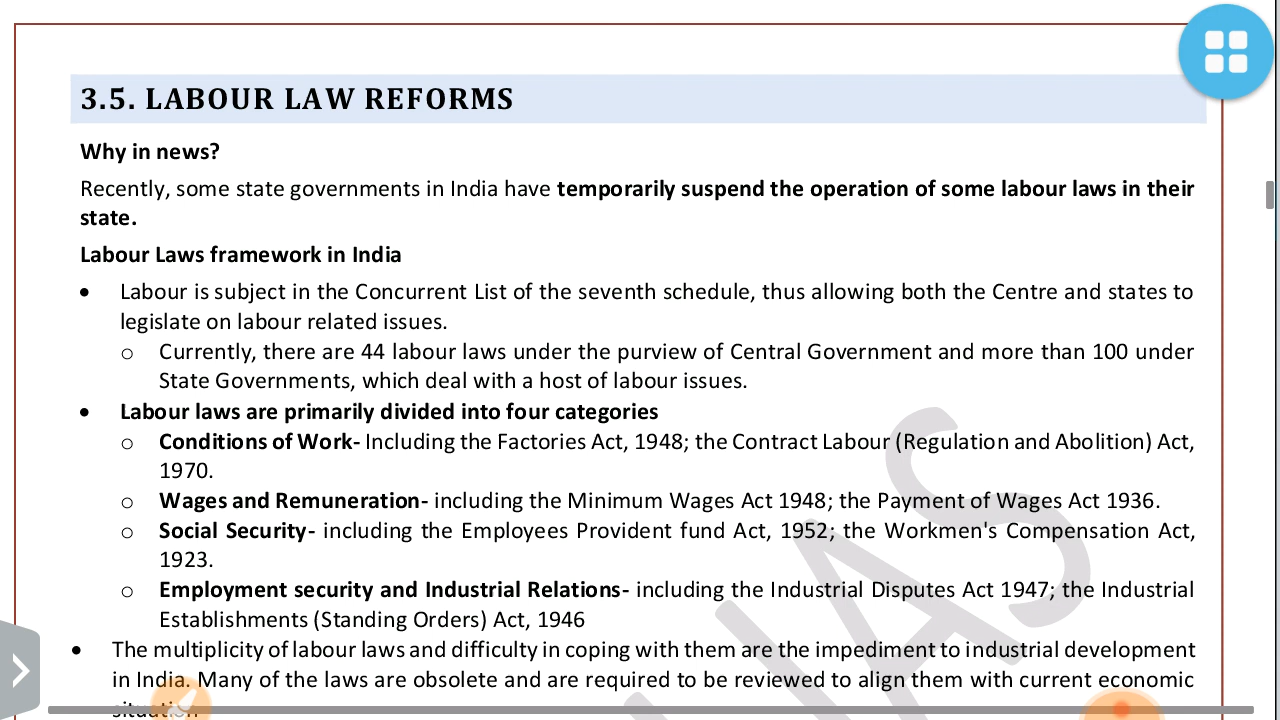 3.5. LABOUR LAW REFORMS
Why in news?
Recently, some state governments in India have temporarily suspend the operation of some labour laws in their
state.
Labour Laws framework in India
• Labour is subject in the Concurrent List of the seventh schedule, thus allowing both the Centre and states to
legislate on labour related issues.
o Currently, there are 44 labour laws under the purview of Central Government and more than 100 under
State Governments, which deal with a host of labour issues.
• Labour laws are primarily divided into four categories
o Conditions of Work- Including the Factories Act, 1948; the Contract Labour (Regulation and Abolition) Act,
1970.
o Wages and Remuneration- including the Minimum Wages Act 1948; the Payment of Wages Act 1936.
o Social Security- including the Employees Provident fund Act, 1952; the Workmen's Compensation Act,
1923.
o Employment security and Industrial Relations- including the Industrial Disputes Act 1947; the Industrial
Establishments (Standing Orders) Act, 1946
• The multiplicity of labour laws and difficulty in coping with them are the impediment to industrial development
in India. Many of the laws are obsolete and are required to be reviewed to align them with current economic
situation
IAS